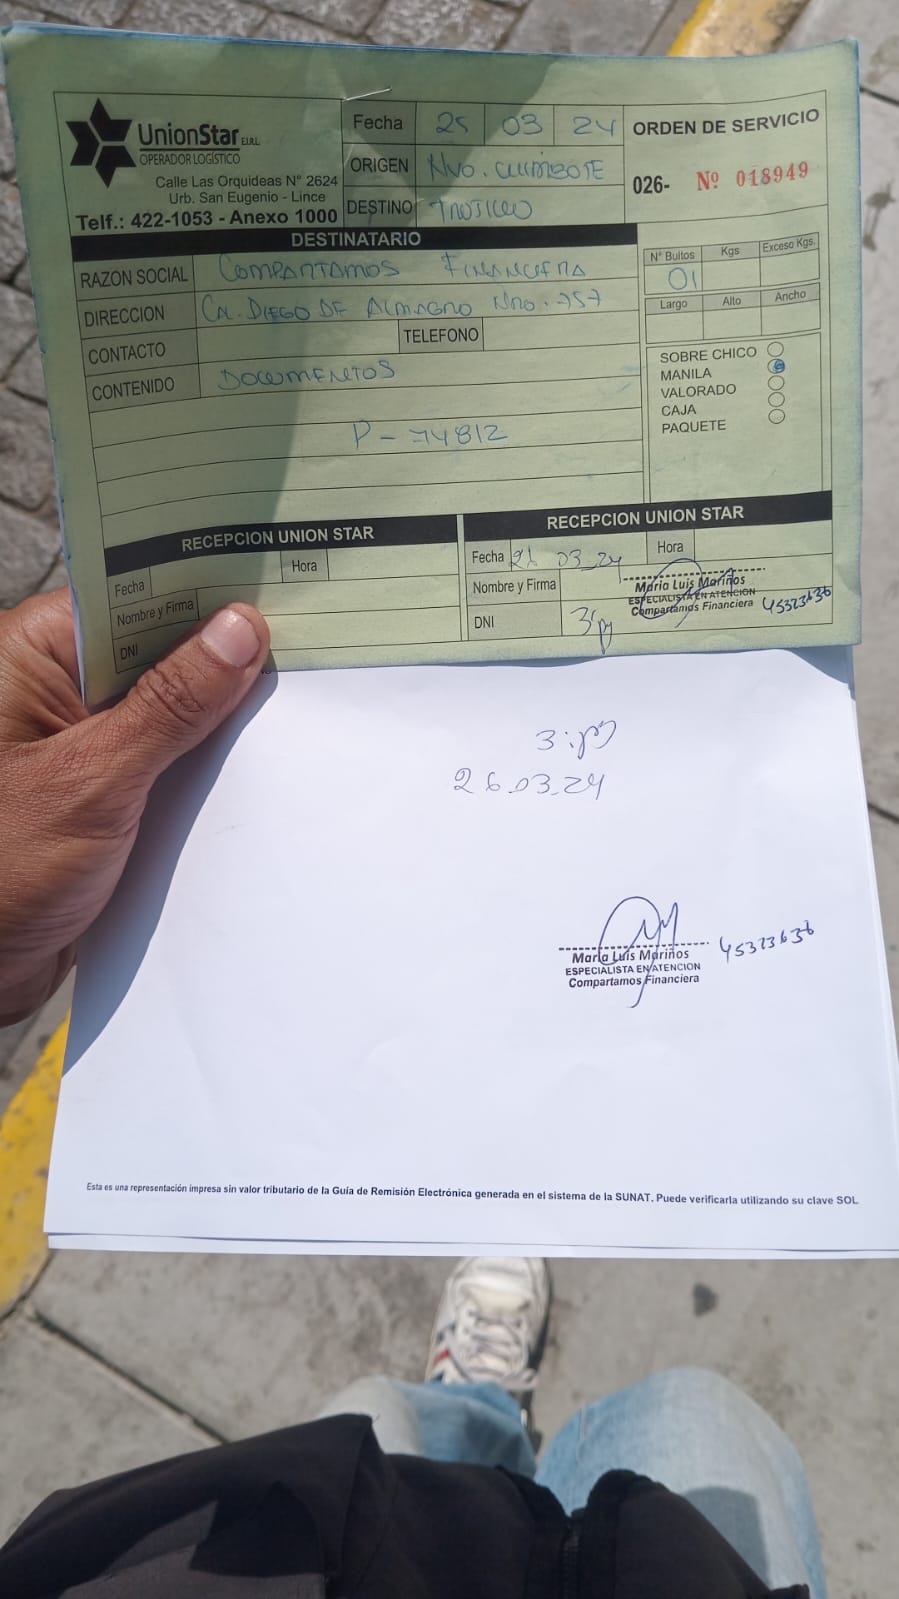 UnionStar E.I.R.L.
OPERADOR LOGÍSTICO
Calle Las Orquideas N° 2624
Urb. San Eugenio - Lince
Telf.: 422-1053 - Anexo 1000
Fecha 25 03 24
ORIGEN Nvo. CHIMBOTE
DESTINO TRUJILLO
ORDEN DE SERVICIO
026- Nº 018949
DESTINATARIO
RAZON SOCIAL COMPARTAMOS FINANCIERA
DIRECCION CAL. DIEGO DE ALMAGRO Nro. 757
CONTACTO TELEFONO
CONTENIDO DOCUMENTOS
P - 74812
N° Bultos Kgs Exceso Kgs.
01
Largo Alto Ancho
SOBRE CHICO
MANILA
VALORADO
CAJA
PAQUETE
RECEPCION UNION STAR
Fecha Hora
Nombre y Firma
DNI
RECEPCION UNION STAR
Fecha 26 03_24 Hora
Nombre y Firma
Maria Luis Mariños
ESPECIALISTA EN ATENCION
Compartamos Financiera 45323636
DNI
26.03.24
Maria Luis Mariños 45323636
ESPECIALISTA EN ATENCION
Compartamos Financiera
Esta es una representación impresa sin valor tributario de la Guía de Remisión Electrónica generada en el sistema de la SUNAT. Puede verificarla utilizando su clave SOL